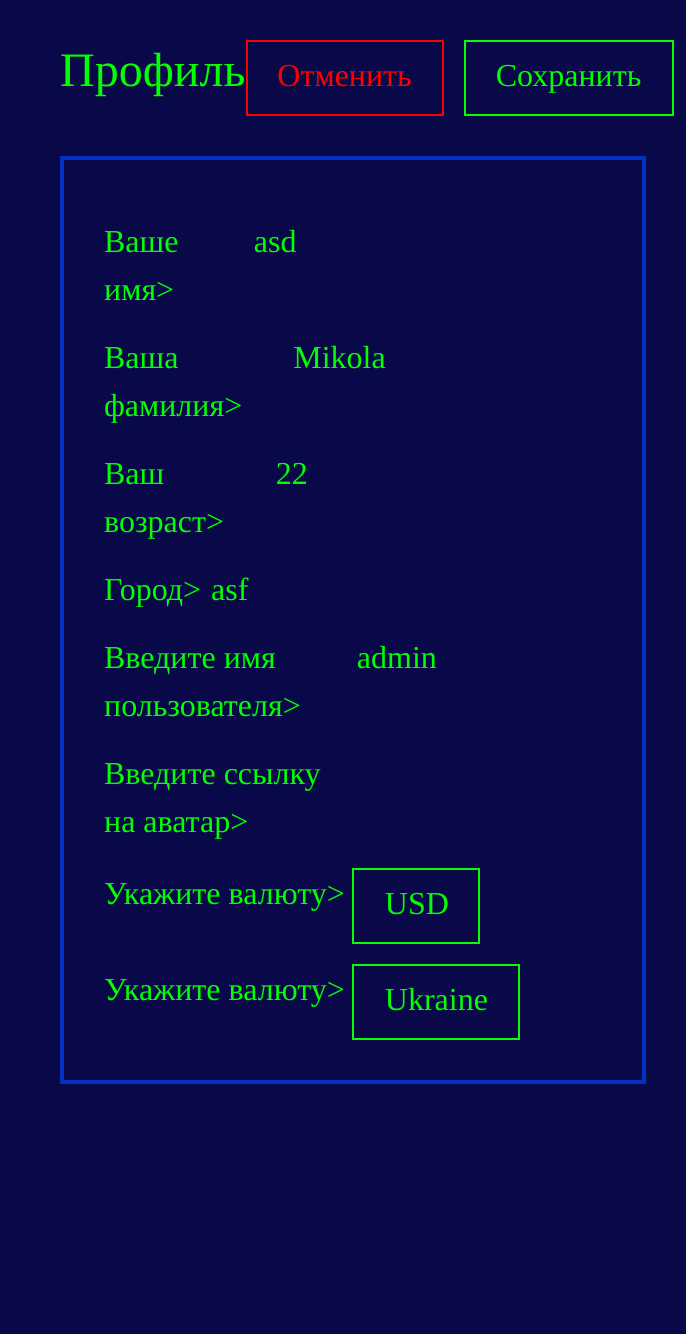 Профиль Отменить Сохранить
Ваше asd
имя>
Ваша Mikola
фамилия>
Ваш 22
возраст>
Город> asf
Введите имя admin
пользователя>
Введите ссылку
на аватар>
Укажите валюту> USD
Укажите валюту> Ukraine